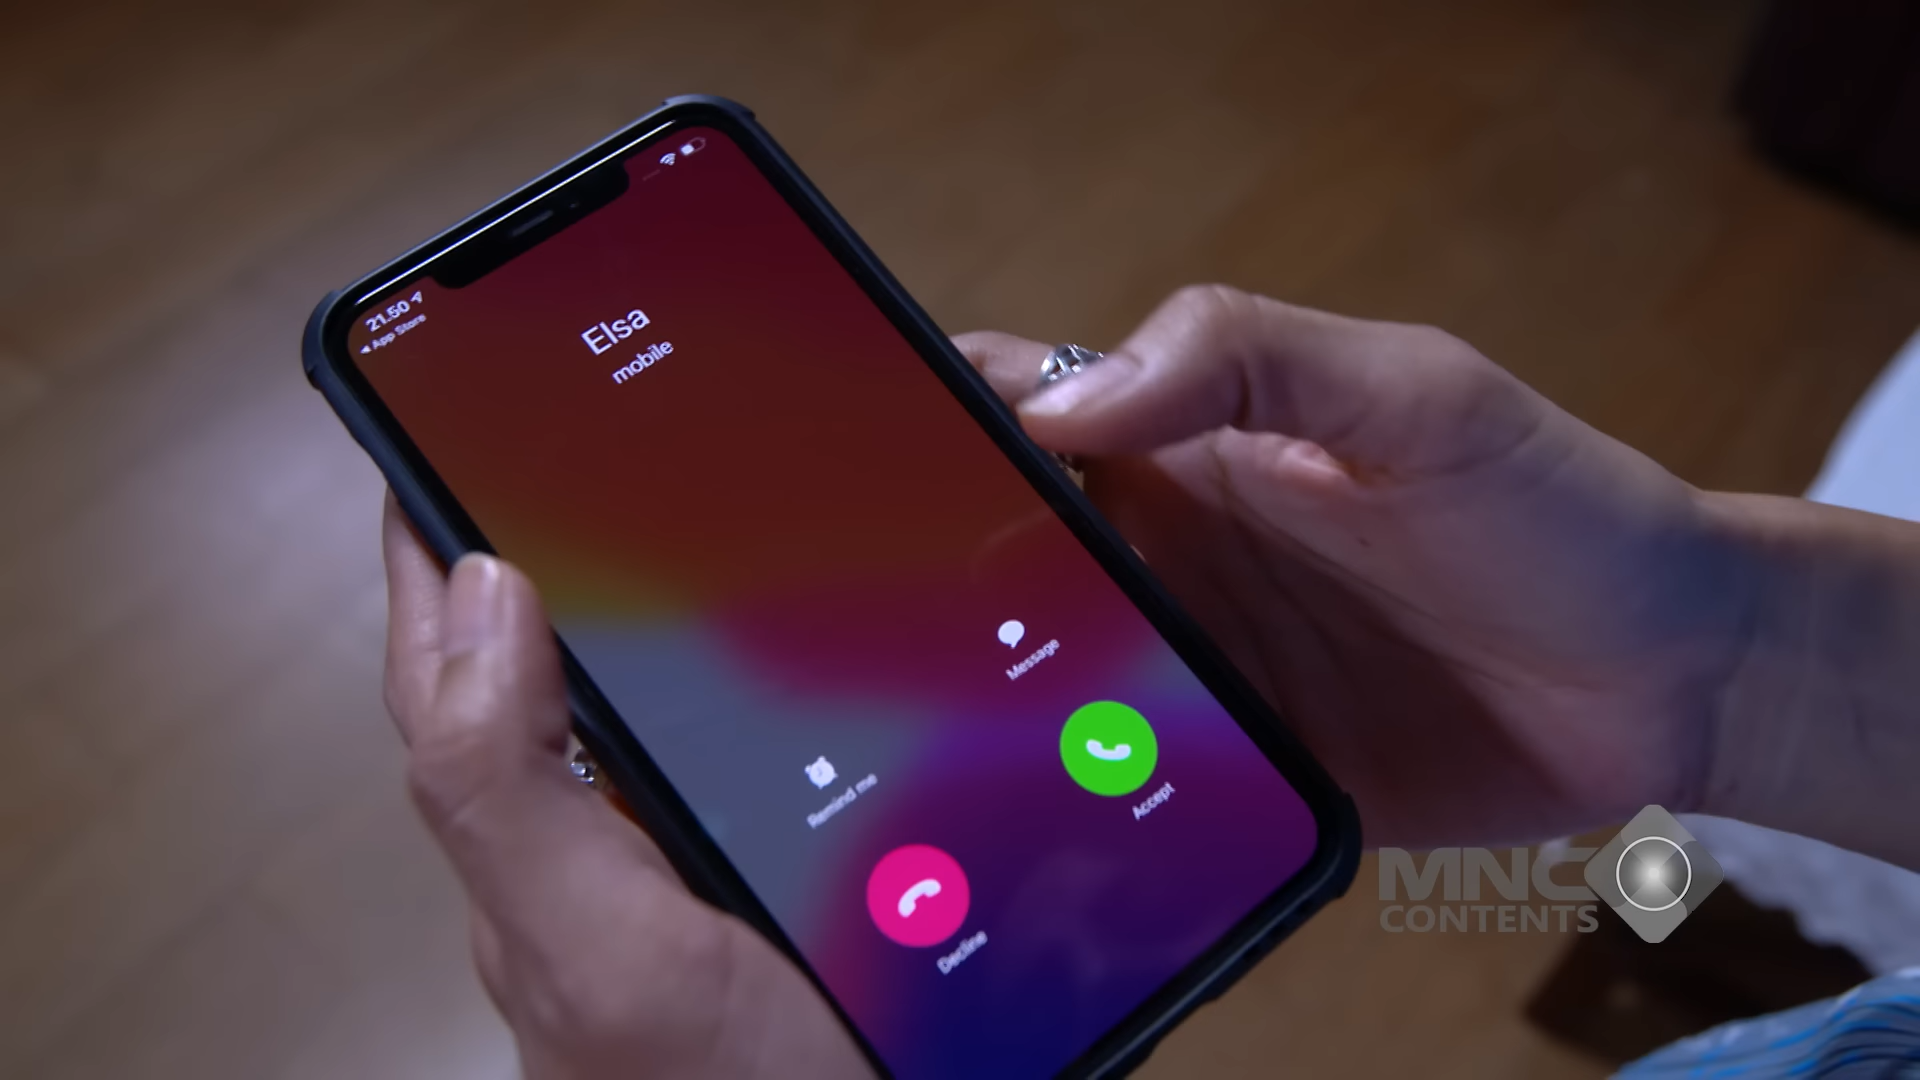 21.50
◀ App Store
Elsa
mobile
Message
Remind me
Accept
Decline
MNC
CONTENTS